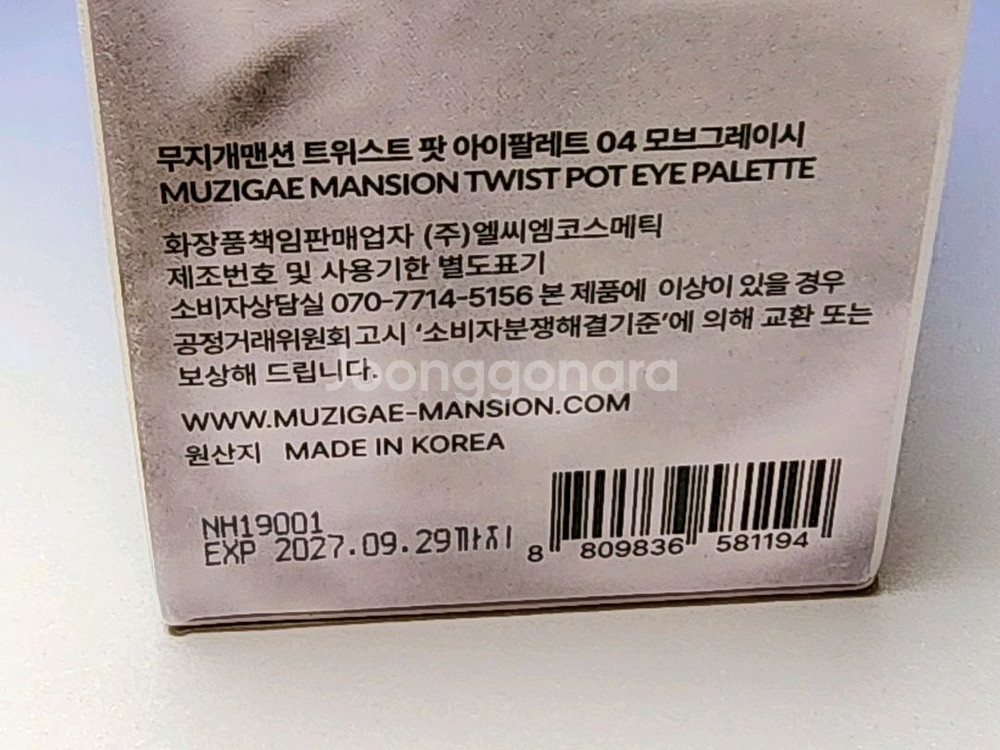 무지개맨션 트위스트 팟 아이팔레트 04 모브그레이시
MUZIGAE MANSION TWIST POT EYE PALETTE
화장품책임판매업자 (주)엘씨엠코스메틱
제조번호 및 사용기한 별도표기
소비자상담실 070-7714-5156 본 제품에 이상이 있을 경우
공정거래위원회 고시 ‘소비자분쟁해결기준’에 의해 교환 또는
보상해 드립니다.
Joonggonara
WWW.MUZIGAE-MANSION.COM
원산지 MADE IN KOREA
NH19001
EXP 2027.09.29까지
8 809836 581194